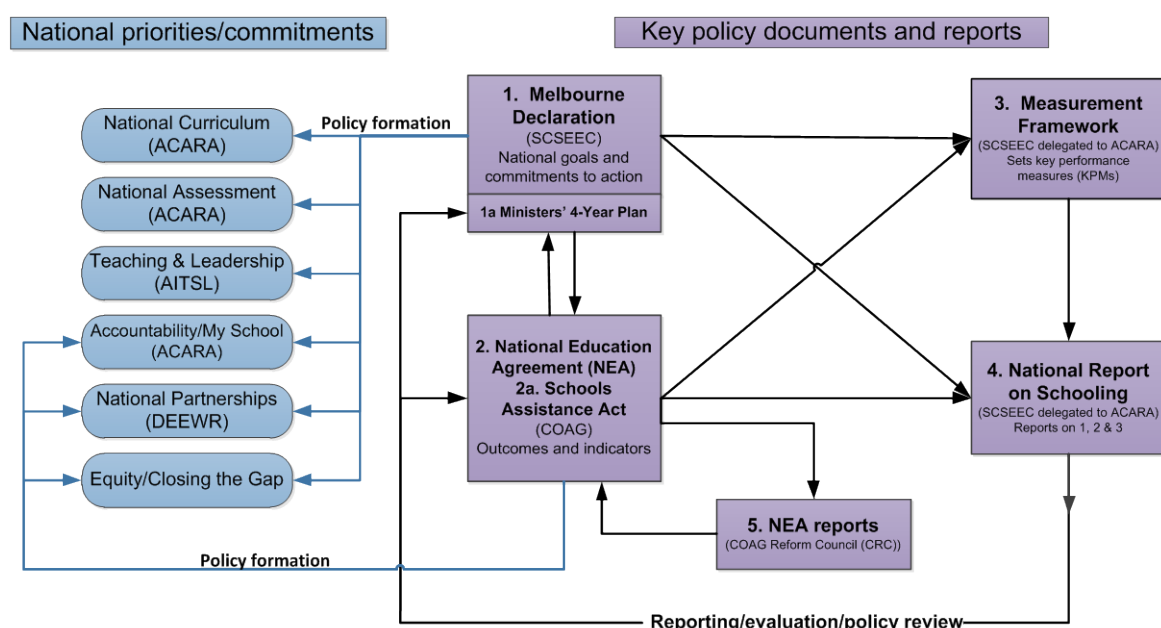 National priorities/commitments
Key policy documents and reports
National Curriculum
(ACARA)
National Assessment
(ACARA)
Teaching & Leadership
(AITSL)
Accountability/My School
(ACARA)
National Partnerships
(DEEWR)
Equity/Closing the Gap
Policy formation
1. Melbourne
Declaration
(SCSEEC)
National goals and
commitments to action
1a Ministers' 4-Year Plan
2. National Education
Agreement (NEA)
2a. Schools
Assistance Act
(COAG)
Outcomes and indicators
3. Measurement
Framework
(SCSEEC delegated to ACARA)
Sets key performance
measures (KPMs)
4. National Report
on Schooling
(SCSEEC delegated to ACARA)
Reports on 1, 2 & 3
5. NEA reports
(COAG Reform Council (CRC))
Policy formation
Reporting/evaluation/policy review